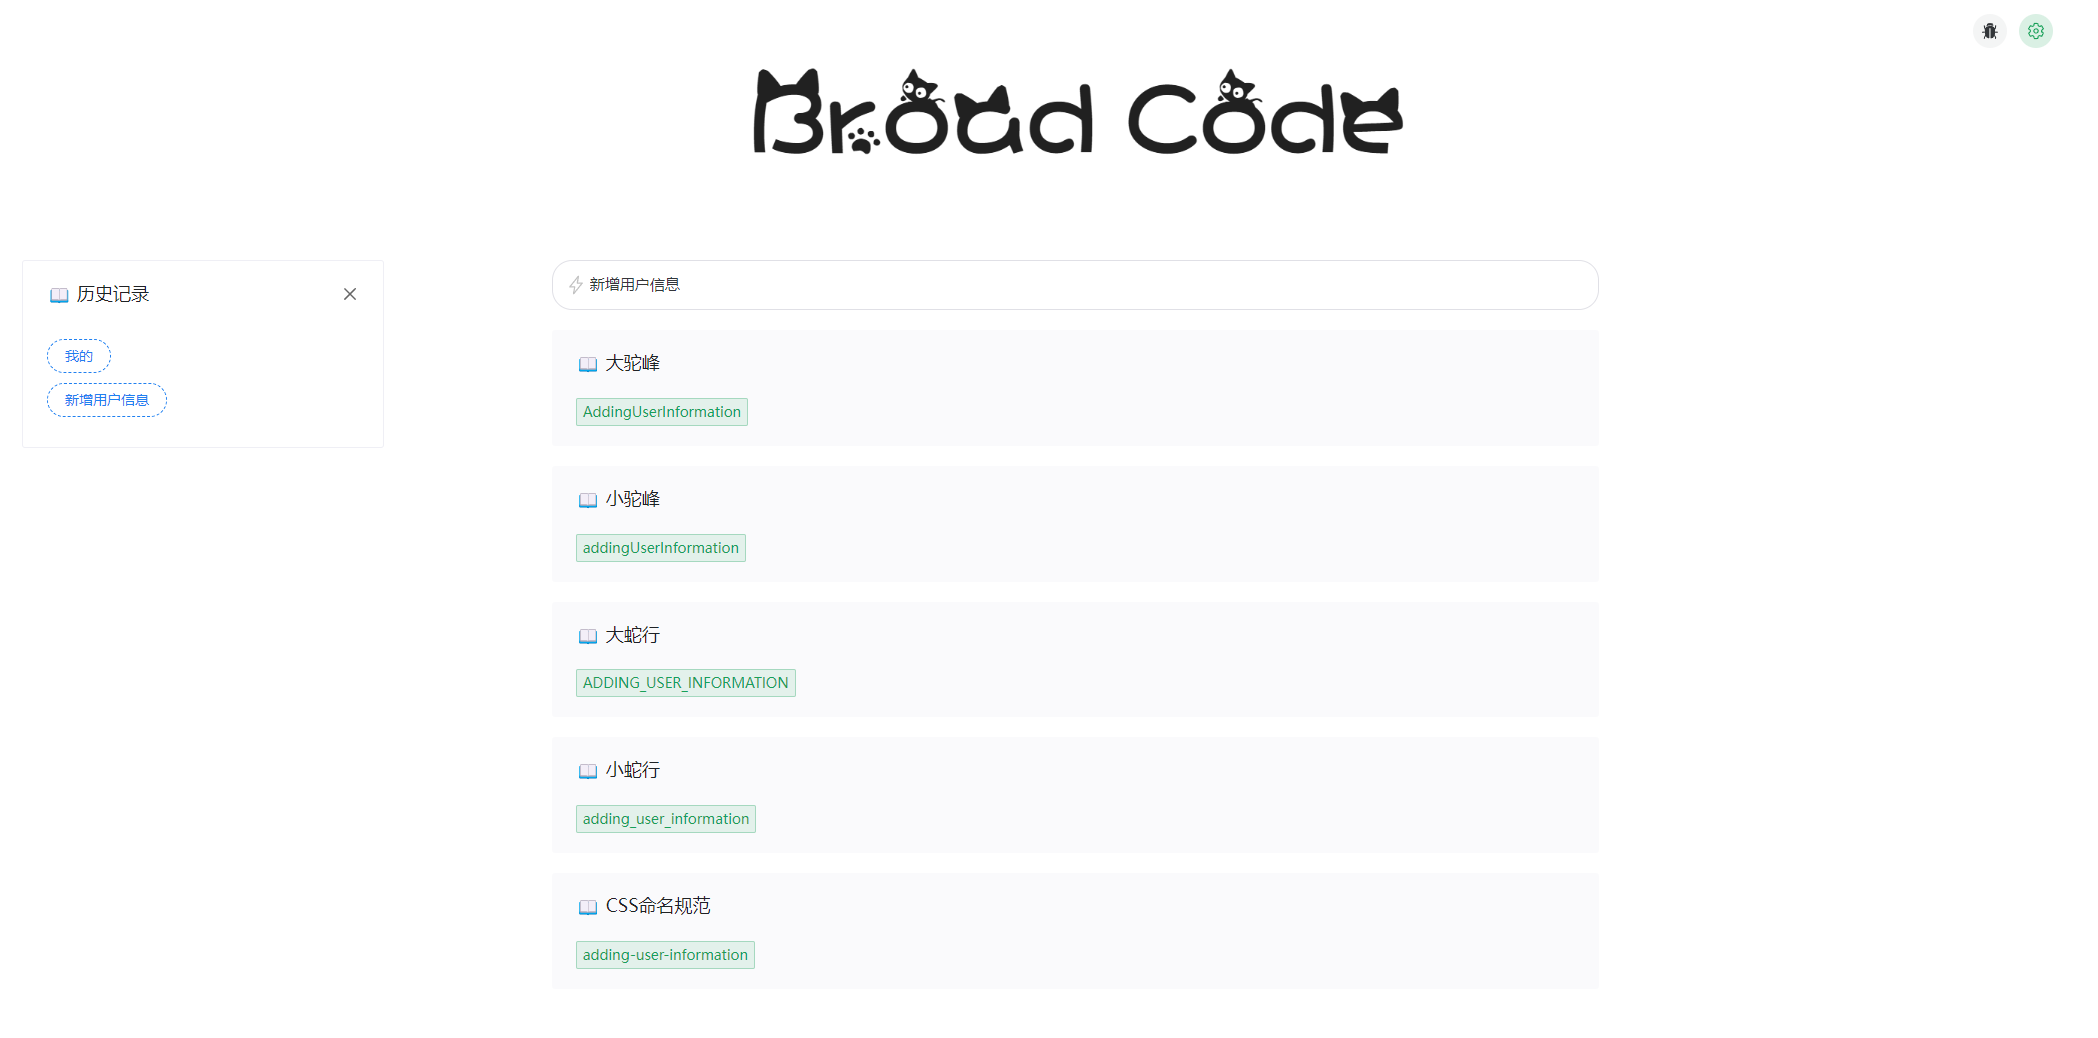 Broad Code
历史记录
我的
新增用户信息
新增用户信息
大驼峰
AddingUserInformation
小驼峰
addingUserInformation
大蛇行
ADDING_USER_INFORMATION
小蛇行
adding_user_information
CSS命名规范
adding-user-information